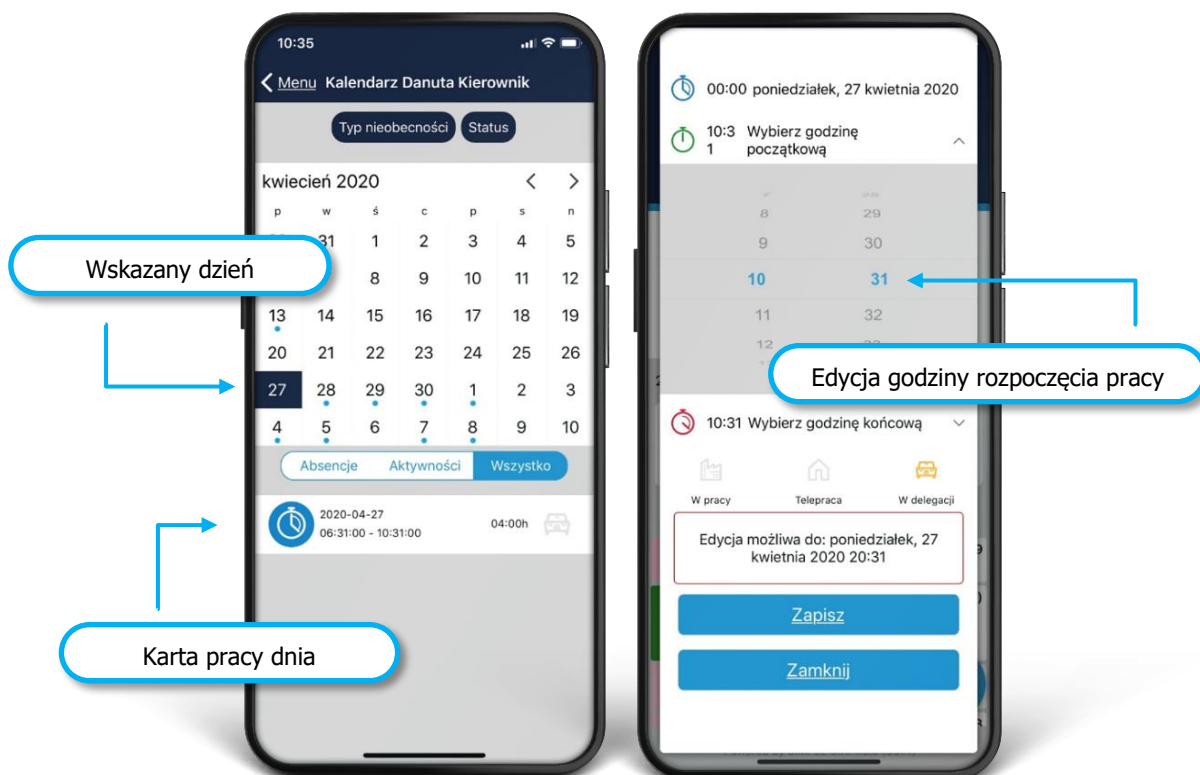 10:35
Menu Kalendarz Danuta Kierownik
Typ nieobecności Status
kwiecień 2020
p w ś c p s n
31 1 2 3 4 5
8 9 10 11 12
13 14 15 16 17 18 19
20 21 22 23 24 25 26
27 28 29 30 1 2 3
4 5 6 7 8 9 10
Absencje Aktywności Wszystko
2020-04-27
06:31:00 - 10:31:00 04:00h
Wskazany dzień
Karta pracy dnia
00:00 poniedziałek, 27 kwietnia 2020
10:3 Wybierz godzinę
1 początkową
8 29
9 30
10 31
11 32
12
Edycja godziny rozpoczęcia pracy
10:31 Wybierz godzinę końcową
W pracy Telepraca W delegacji
Edycja możliwa do: poniedziałek, 27
kwietnia 2020 20:31
Zapisz
Zamknij